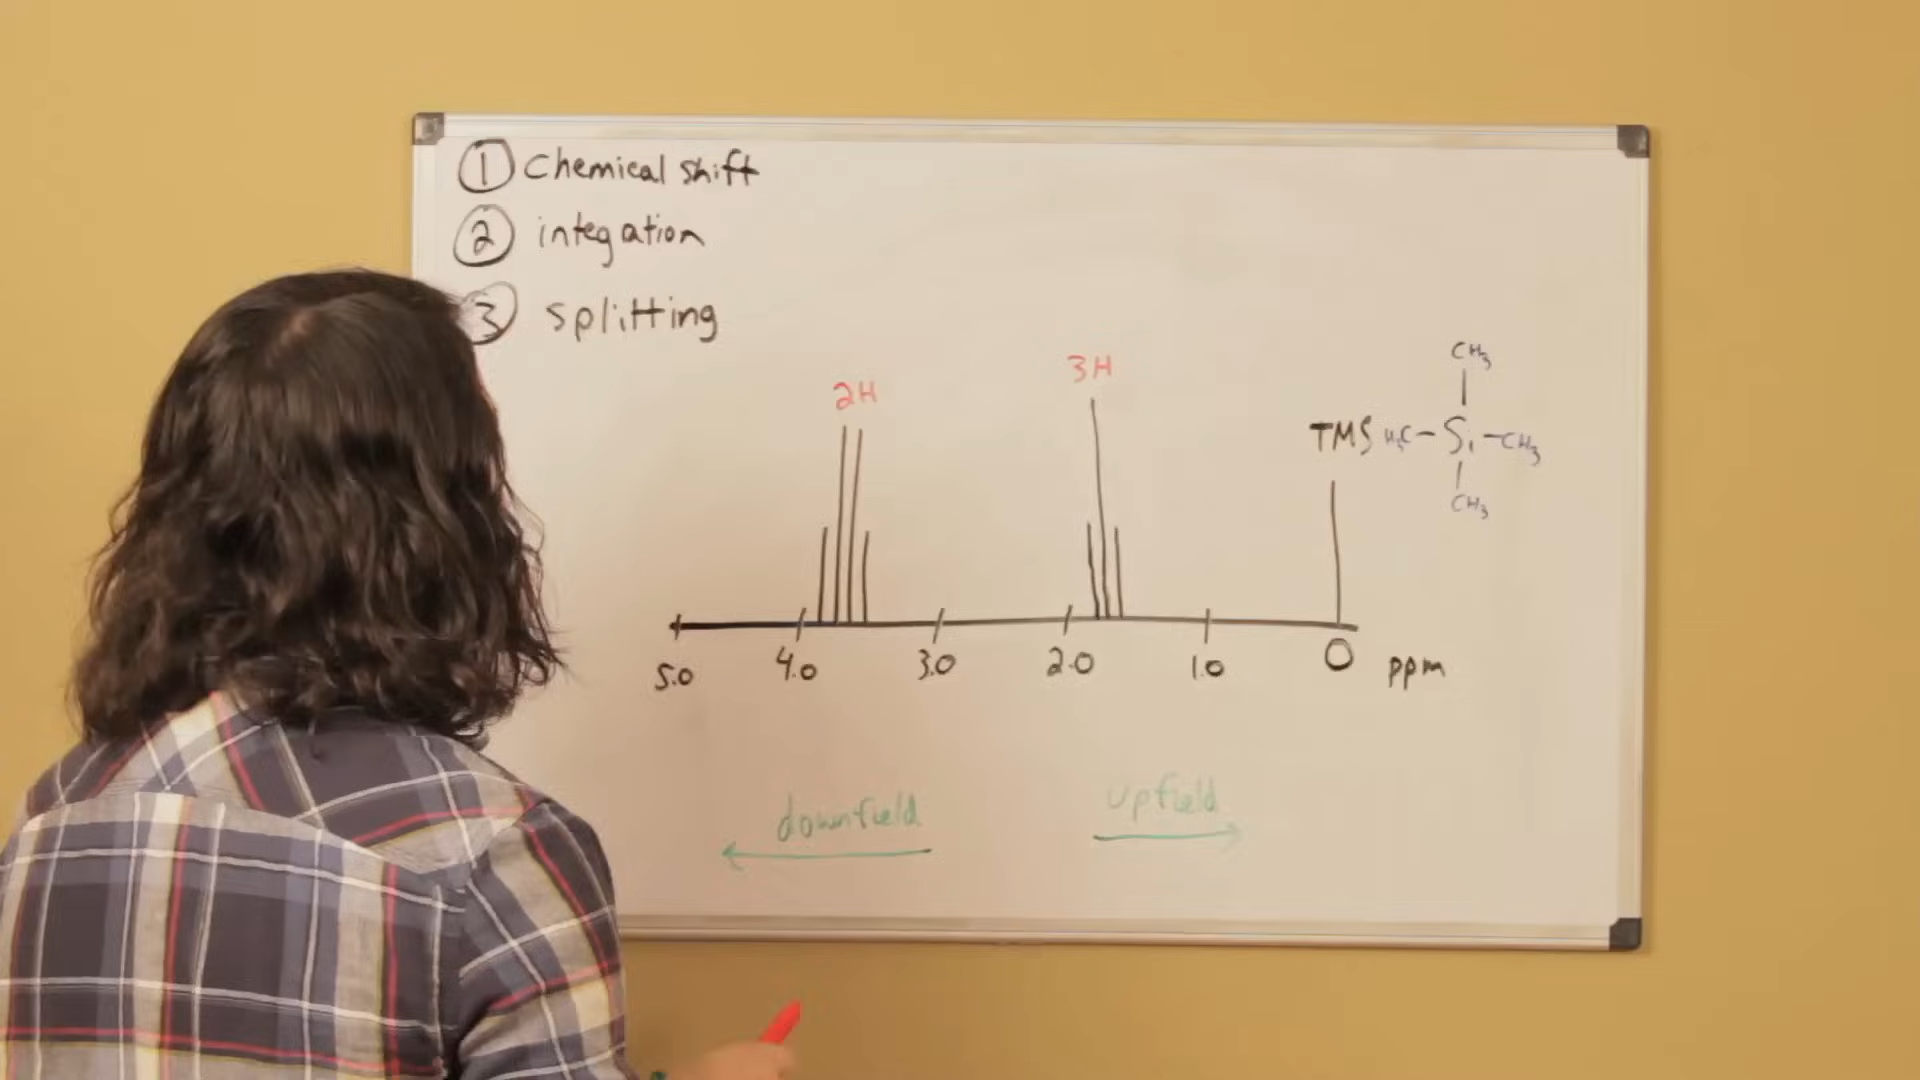 ① Chemical shift
② integation
③ splitting
2H
3H
CH3
TMS H3C-Si-CH3
CH3
5.0 4.0 3.0 2.0 1.0 0 ppm
downfield
upfield